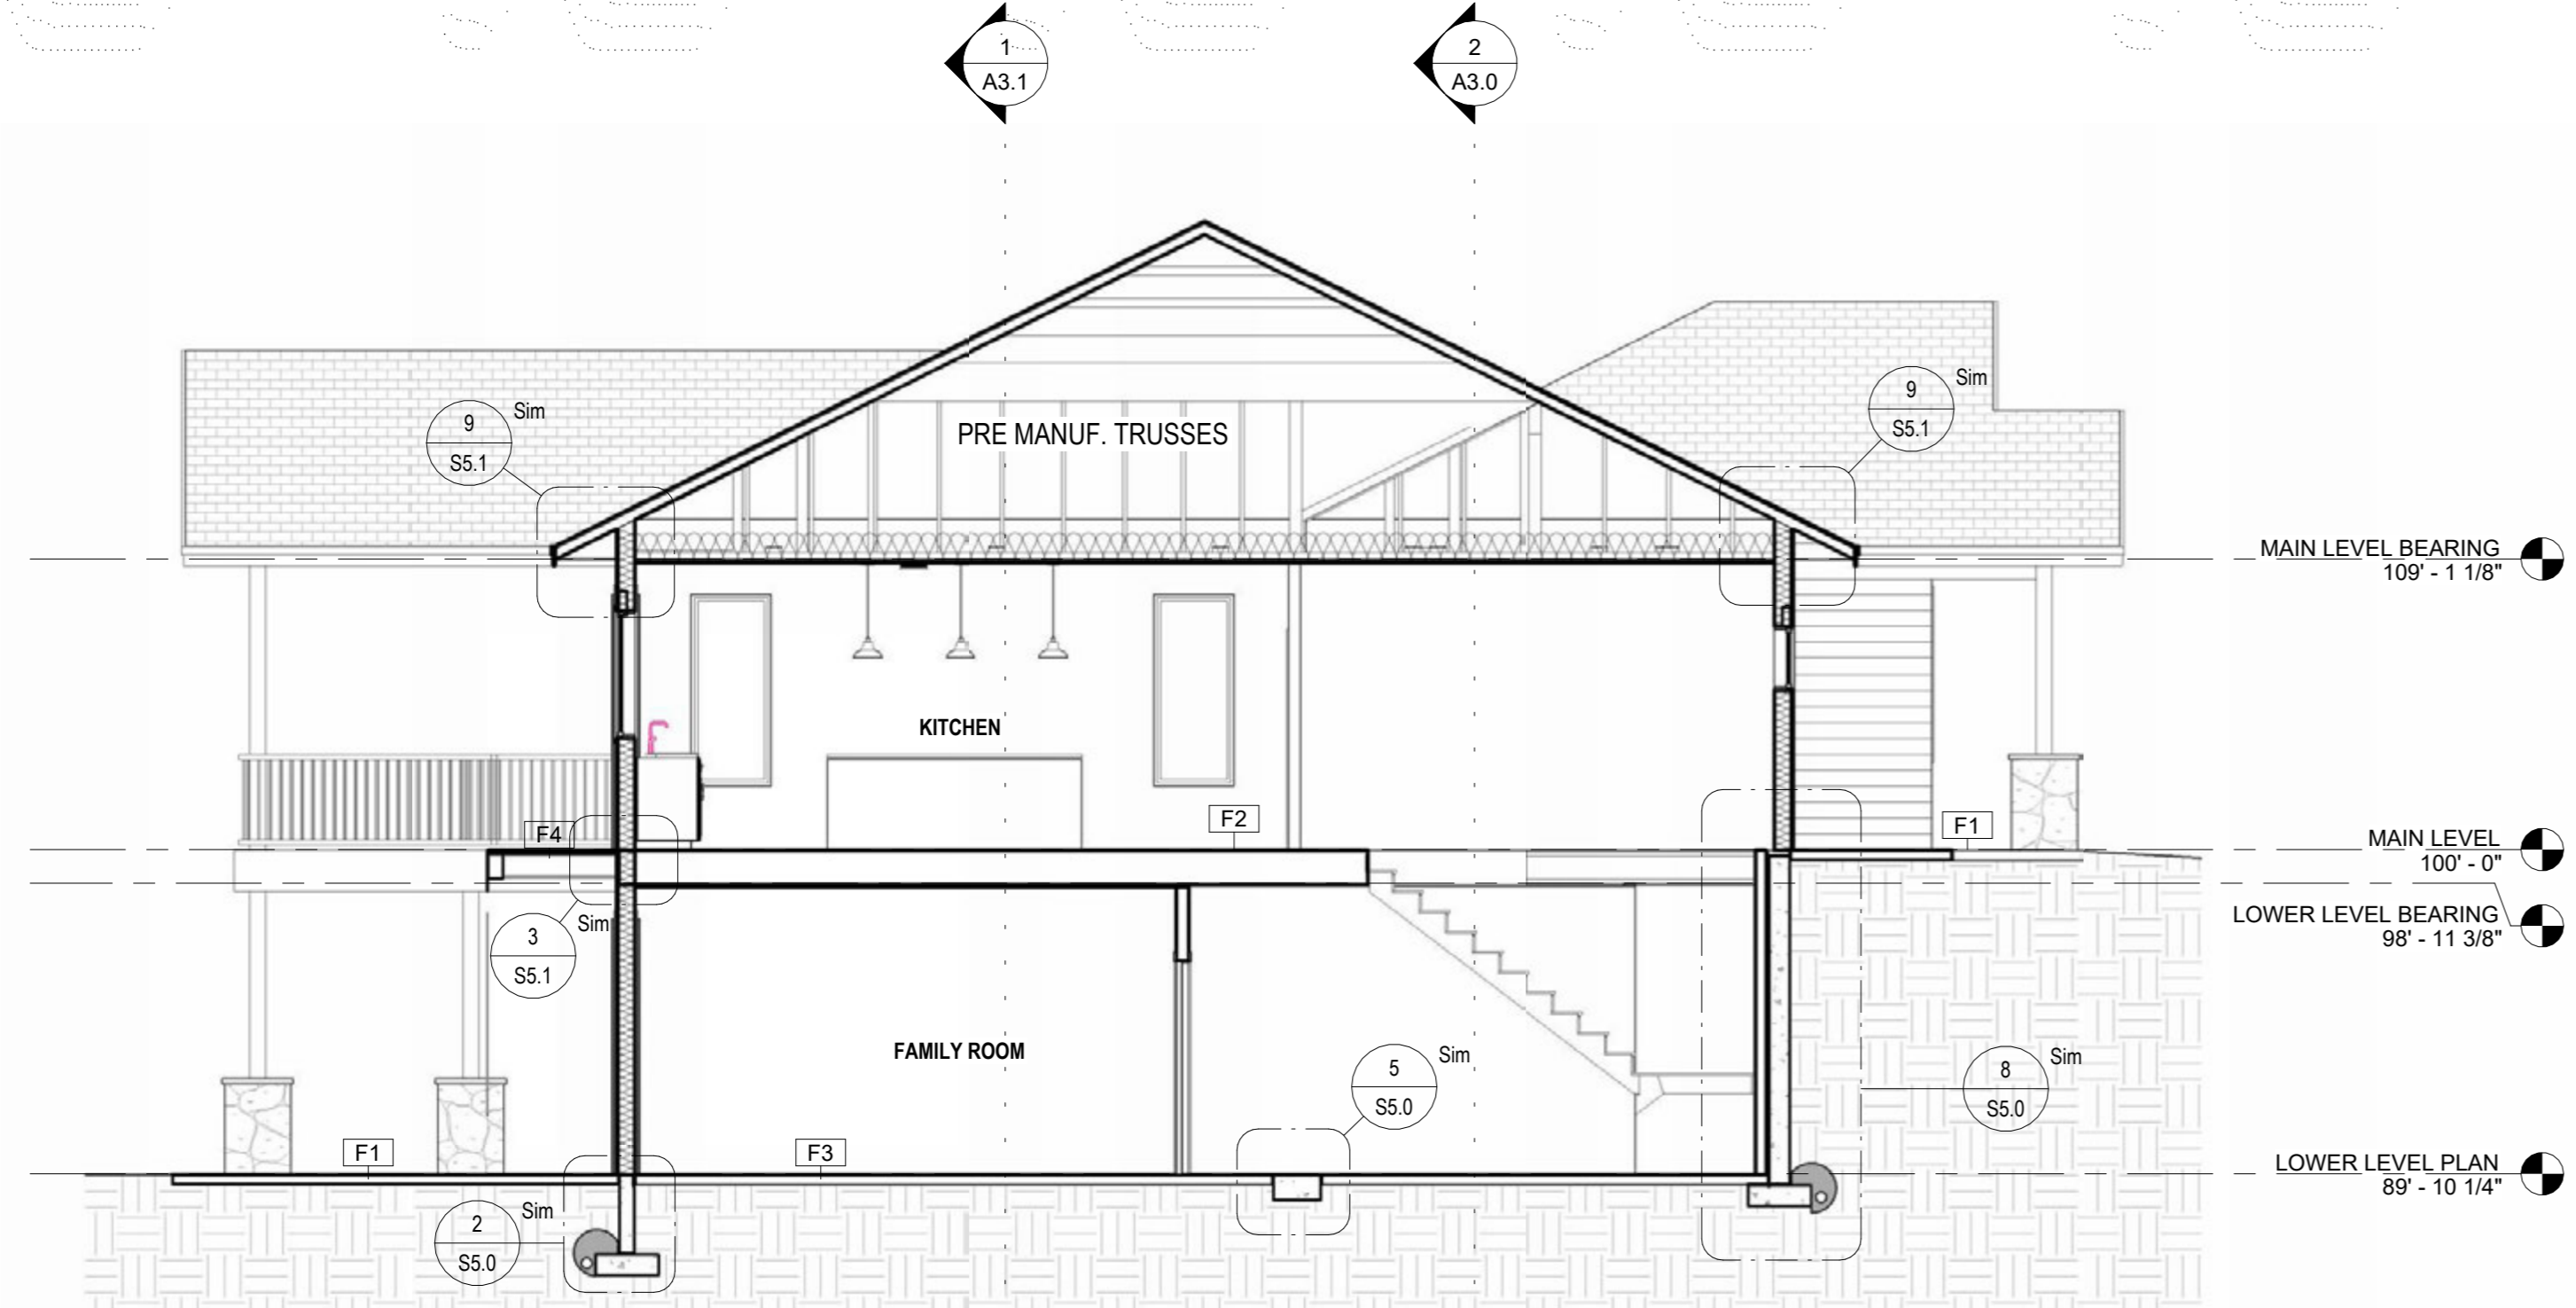 1
A3.1
2
A3.0
9
S5.1
Sim
PRE MANUF. TRUSSES
9
S5.1
Sim
MAIN LEVEL BEARING
109' - 1 1/8"
KITCHEN
F4
F2
F1
MAIN LEVEL
100' - 0"
3
S5.1
Sim
LOWER LEVEL BEARING
98' - 11 3/8"
FAMILY ROOM
5
S5.0
Sim
8
S5.0
Sim
F1
F3
LOWER LEVEL PLAN
89' - 10 1/4"
2
S5.0
Sim